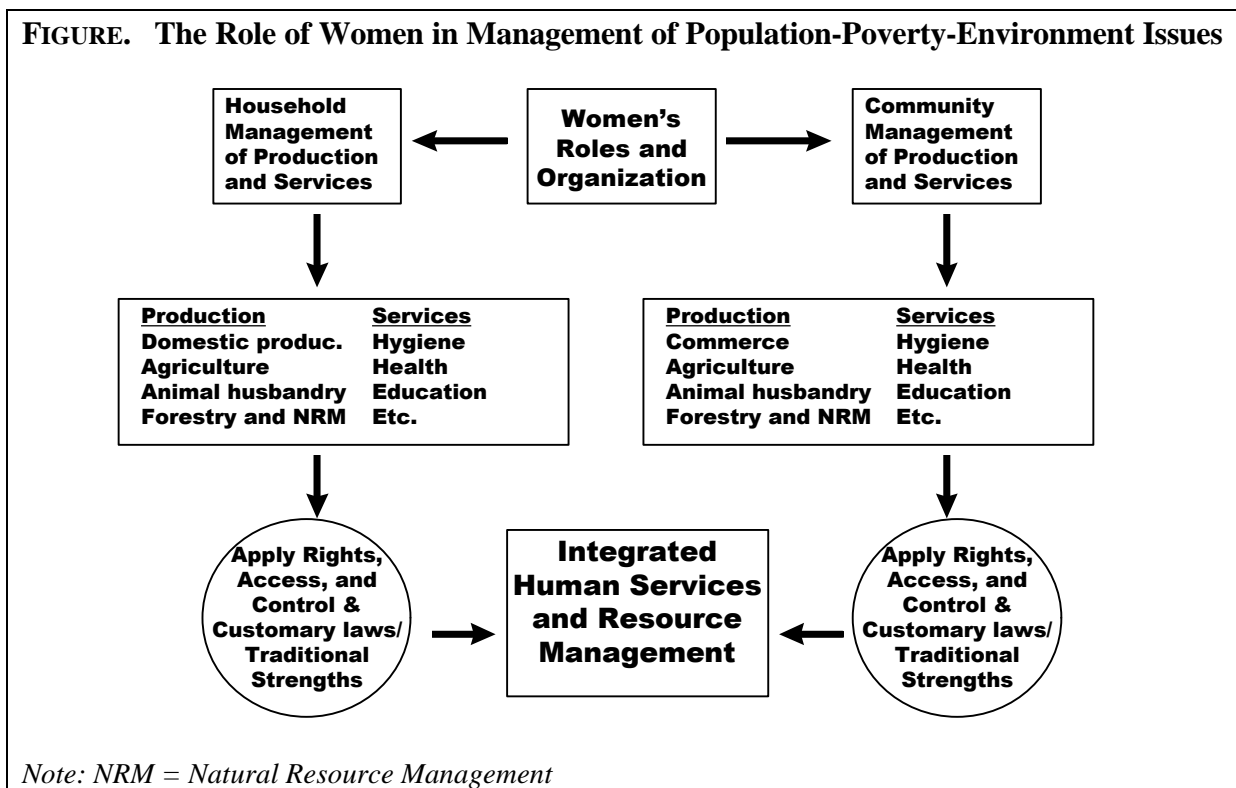 FIGURE. The Role of Women in Management of Population-Poverty-Environment Issues
Household
Management
of Production
and Services
Women's
Roles and
Organization
Community
Management
of Production
and Services
Production Services
Domestic produc. Hygiene
Agriculture Health
Animal husbandry Education
Forestry and NRM Etc.
Production Services
Commerce Hygiene
Agriculture Health
Animal husbandry Education
Forestry and NRM Etc.
Apply Rights,
Access, and
Control &
Customary laws/
Traditional
Strengths
Integrated
Human Services
and Resource
Management
Apply Rights,
Access, and
Control &
Customary laws/
Traditional
Strengths
Note: NRM = Natural Resource Management